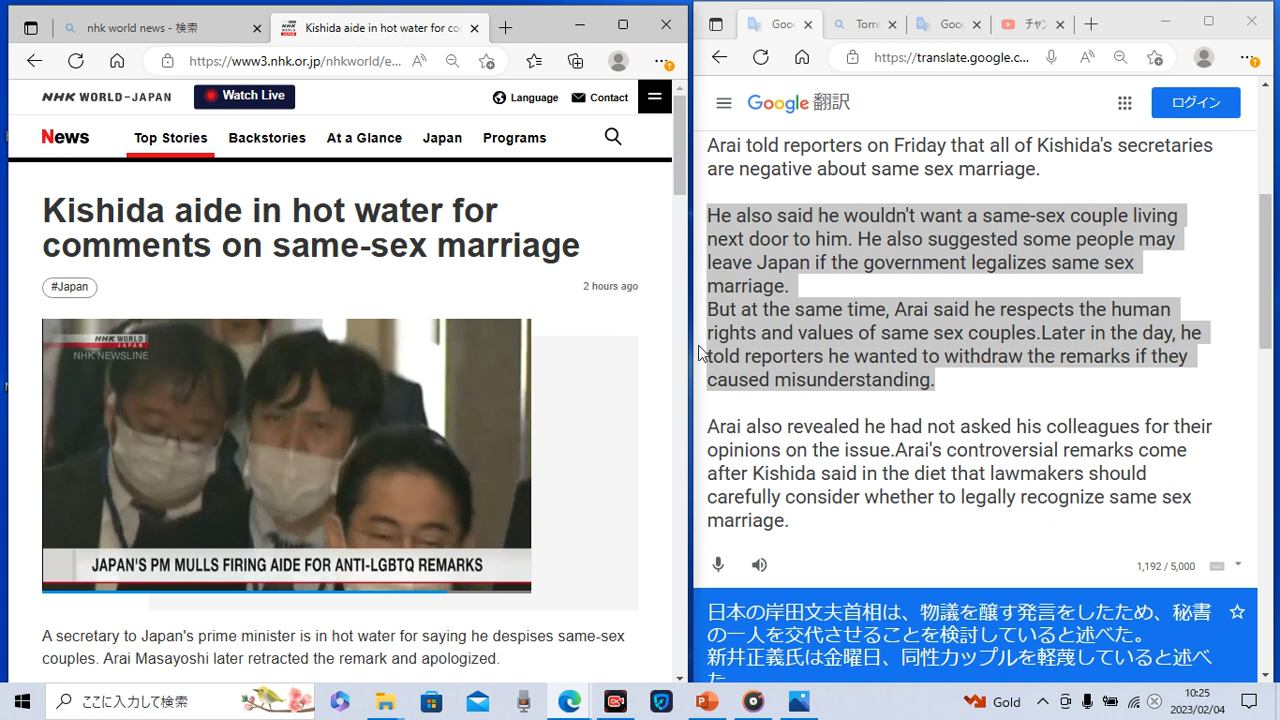 nhk world news - 検索
Kishida aide in hot water for co
https://www3.nhk.or.jp/nhkworld/e...
NHK WORLD-JAPAN
Watch Live
Language
Contact
News
Top Stories
Backstories
At a Glance
Japan
Programs
Kishida aide in hot water for
comments on same-sex marriage
#Japan
2 hours ago
NHK WORLD
JAPAN
NHK NEWSLINE
JAPAN'S PM MULLS FIRING AIDE FOR ANTI-LGBTQ REMARKS
A secretary to Japan's prime minister is in hot water for saying he despises same-sex
couples. Arai Masayoshi later retracted the remark and apologized.
Goo
Torre
Goo
チャン
https://translate.google.c...
Google 翻訳
ログイン
Arai told reporters on Friday that all of Kishida's secretaries
are negative about same sex marriage.
He also said he wouldn't want a same-sex couple living
next door to him. He also suggested some people may
leave Japan if the government legalizes same sex
marriage.
But at the same time, Arai said he respects the human
rights and values of same sex couples.Later in the day, he
told reporters he wanted to withdraw the remarks if they
caused misunderstanding.
Arai also revealed he had not asked his colleagues for their
opinions on the issue.Arai's controversial remarks come
after Kishida said in the diet that lawmakers should
carefully consider whether to legally recognize same sex
marriage.
1,192 / 5,000
日本の岸田文夫首相は、物議を醸す発言をしたため、秘書
の一人を交代させることを検討していると述べた。
新井正義氏は金曜日、同性カップルを軽蔑していると述べ
た
ここに入力して検索
Gold
10:25
2023/02/04